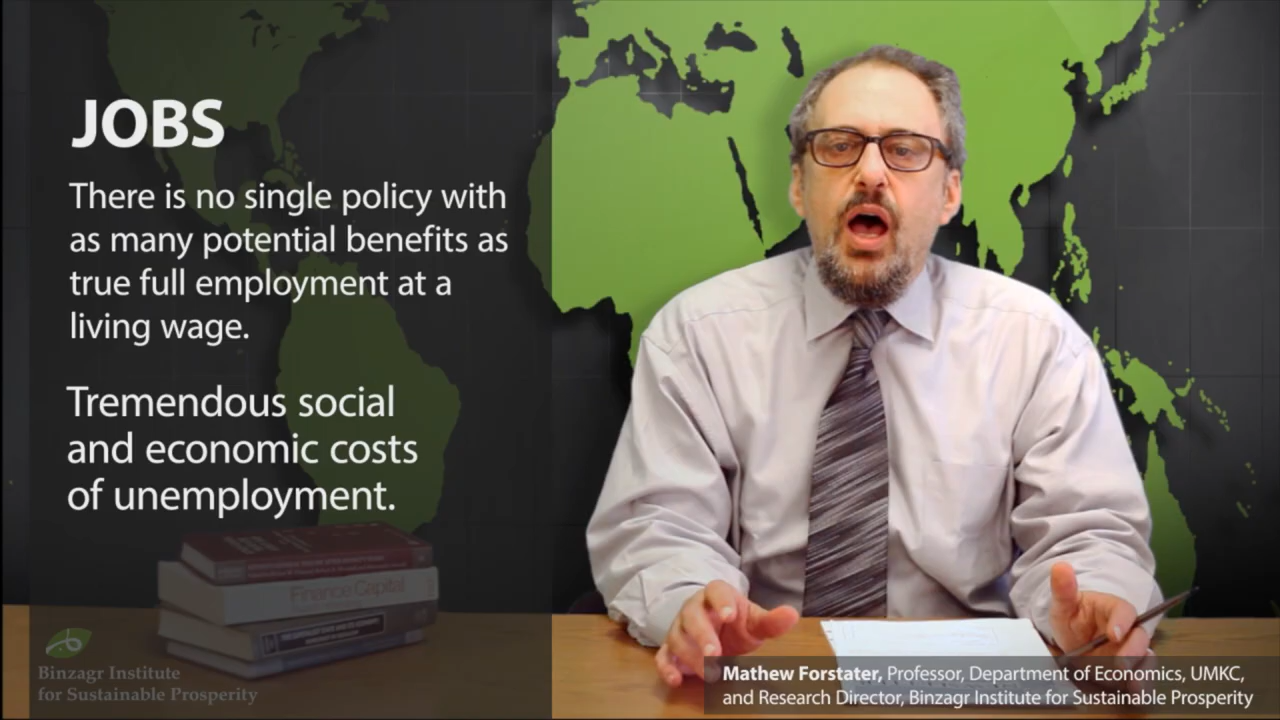 JOBS
There is no single policy with
as many potential benefits as
true full employment at a
living wage.
Tremendous social
and economic costs
of unemployment.
Finance Capital
Binzagr Institute
for Sustainable Prosperity
Mathew Forstater, Professor, Department of Economics, UMKC,
and Research Director, Binzagr Institute for Sustainable Prosperity